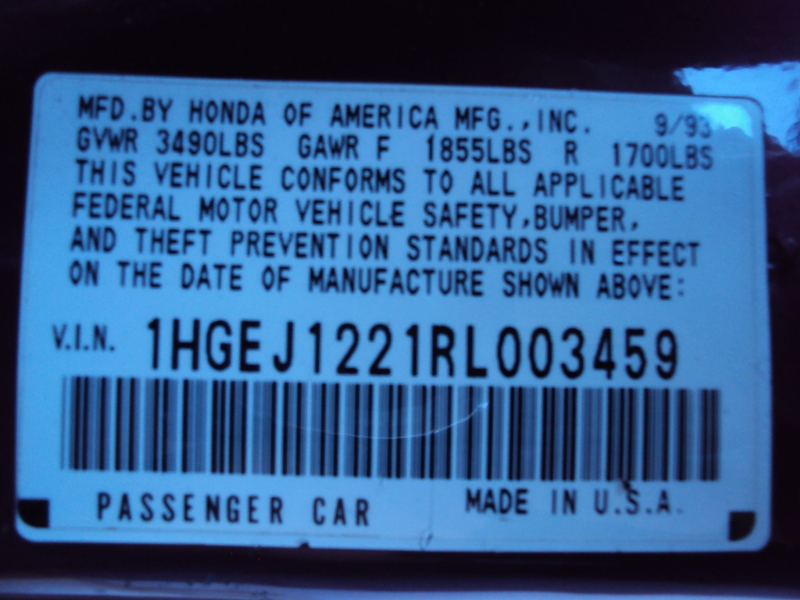 MFD.BY HONDA OF AMERICA MFG.,INC. 9/93
GVWR 3490LBS GAWR F 1855LBS R 1700LBS
THIS VEHICLE CONFORMS TO ALL APPLICABLE
FEDERAL MOTOR VEHICLE SAFETY,BUMPER,
AND THEFT PREVENTION STANDARDS IN EFFECT
ON THE DATE OF MANUFACTURE SHOWN ABOVE:
V.I.N. 1HGEJ1221RL003459
PASSENGER CAR MADE IN U.S.A.